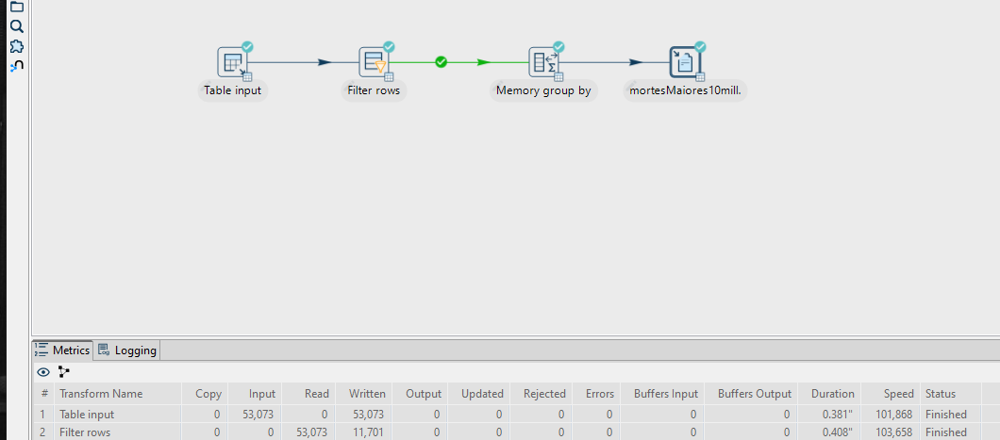 Table input
Filter rows
Memory group by
mortesMaiores10mill.
Metrics
Logging
# Transform Name Copy Input Read Written Output Updated Rejected Errors Buffers Input Buffers Output Duration Speed Status
1 Table input 0 53,073 0 53,073 0 0 0 0 0 0 0.381" 101,868 Finished
2 Filter rows 0 0 53,073 11,701 0 0 0 0 0 0 0.408" 103,658 Finished